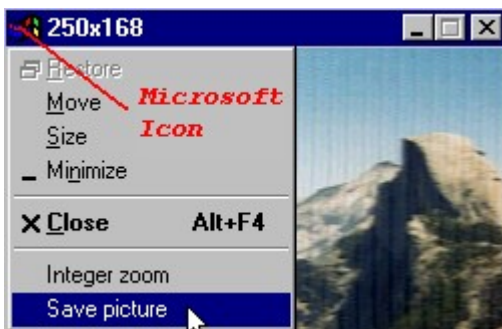 250x168
Restore
Move
Microsoft
Size
Icon
Minimize
Close Alt+F4
Integer zoom
Save picture